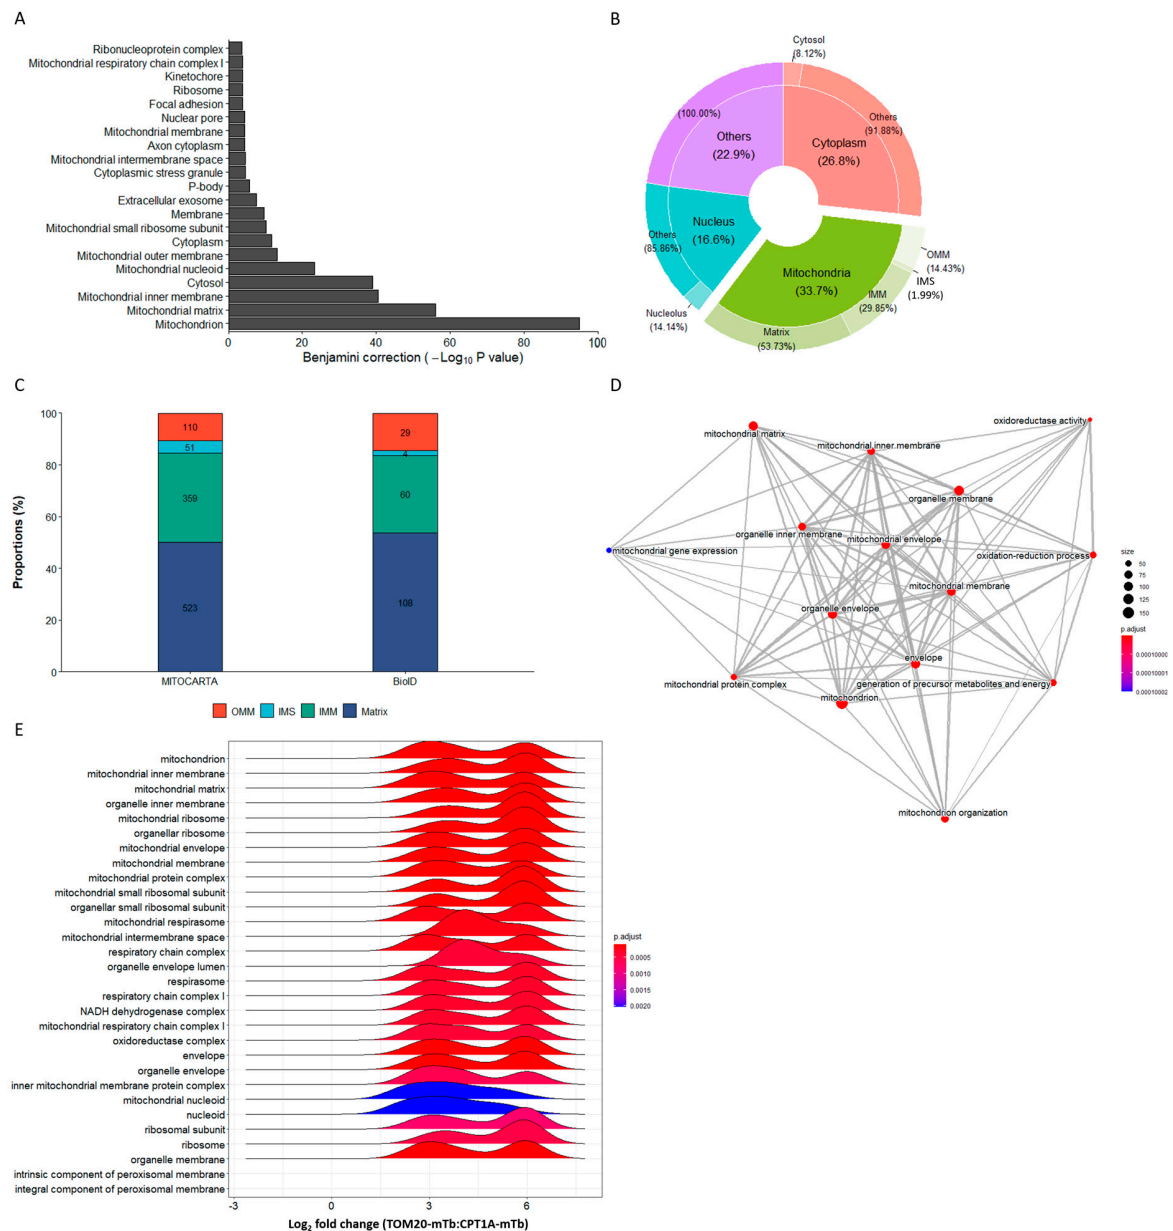 A
Ribonucleoprotein complex
Mitochondrial respiratory chain complex I
Kinetochore
Ribosome
Focal adhesion
Nuclear pore
Mitochondrial membrane
Axon cytoplasm
Mitochondrial intermembrane space
Cytoplasmic stress granule
P-body
Extracellular exosome
Membrane
Mitochondrial small ribosome subunit
Cytoplasm
Mitochondrial outer membrane
Mitochondrial nucleoid
Cytosol
Mitochondrial inner membrane
Mitochondrial matrix
Mitochondrion
0 20 40 60 80 100
Benjamini correction ( −Log10 P value)
B
Cytosol
(8.12%)
Others
(91.88%)
Cytoplasm
(26.8%)
(100.00%)
Others
(22.9%)
Nucleus
(16.6%)
Others
(85.86%)
Nucleolus
(14.14%)
Mitochondria
(33.7%)
OMM
(14.43%)
IMS
(1.99%)
IMM
(29.85%)
Matrix
(53.73%)
C
Proportions (%)
100
80
60
40
20
0
110
51
359
523
29
4
60
108
MITOCARTA
BioID
OMM IMS IMM Matrix
D
oxidoreductase activity
mitochondrial matrix
mitochondrial inner membrane
organelle membrane
organelle inner membrane
mitochondrial envelope
mitochondrial gene expression
oxidation-reduction process
mitochondrial membrane
organelle envelope
envelope
mitochondrial protein complex
generation of precursor metabolites and energy
mitochondrion
mitochondrion organization
size
50
75
100
125
150
p.adjust
0.00010000
0.00010001
0.00010002
E
mitochondrion
mitochondrial inner membrane
mitochondrial matrix
organelle inner membrane
mitochondrial ribosome
organellar ribosome
mitochondrial envelope
mitochondrial membrane
mitochondrial protein complex
mitochondrial small ribosomal subunit
organellar small ribosomal subunit
mitochondrial respirasome
mitochondrial intermembrane space
respiratory chain complex
organelle envelope lumen
respirasome
respiratory chain complex I
NADH dehydrogenase complex
mitochondrial respiratory chain complex I
oxidoreductase complex
envelope
organelle envelope
inner mitochondrial membrane protein complex
mitochondrial nucleoid
nucleoid
ribosomal subunit
ribosome
organelle membrane
intrinsic component of peroxisomal membrane
integral component of peroxisomal membrane
-3 0 3 6
Log2 fold change (TOM20-mTb:CPT1A-mTb)
p.adjust
0.0005
0.0010
0.0015
0.0020